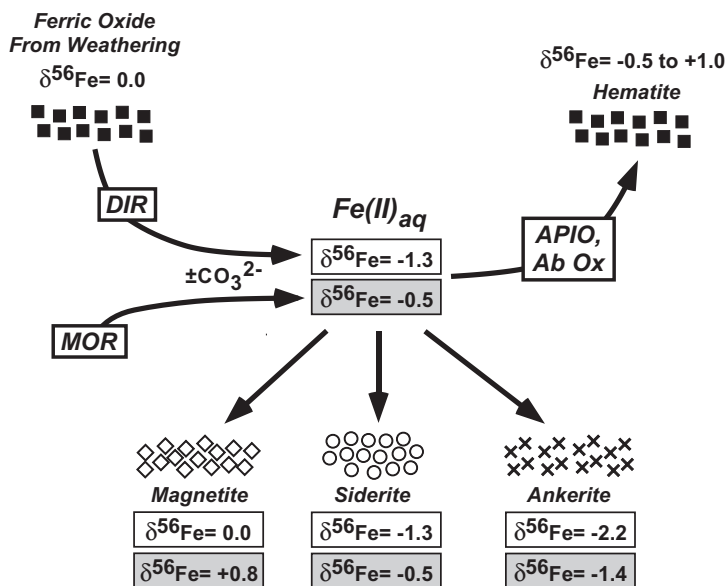 Ferric Oxide
From Weathering
δ56Fe= 0.0
δ56Fe= -0.5 to +1.0
Hematite
DIR
Fe(II)aq
δ56Fe= -1.3
±CO32-
δ56Fe= -0.5
APIO,
Ab Ox
MOR
Magnetite
δ56Fe= 0.0
δ56Fe= +0.8
Siderite
δ56Fe= -1.3
δ56Fe= -0.5
Ankerite
δ56Fe= -2.2
δ56Fe= -1.4